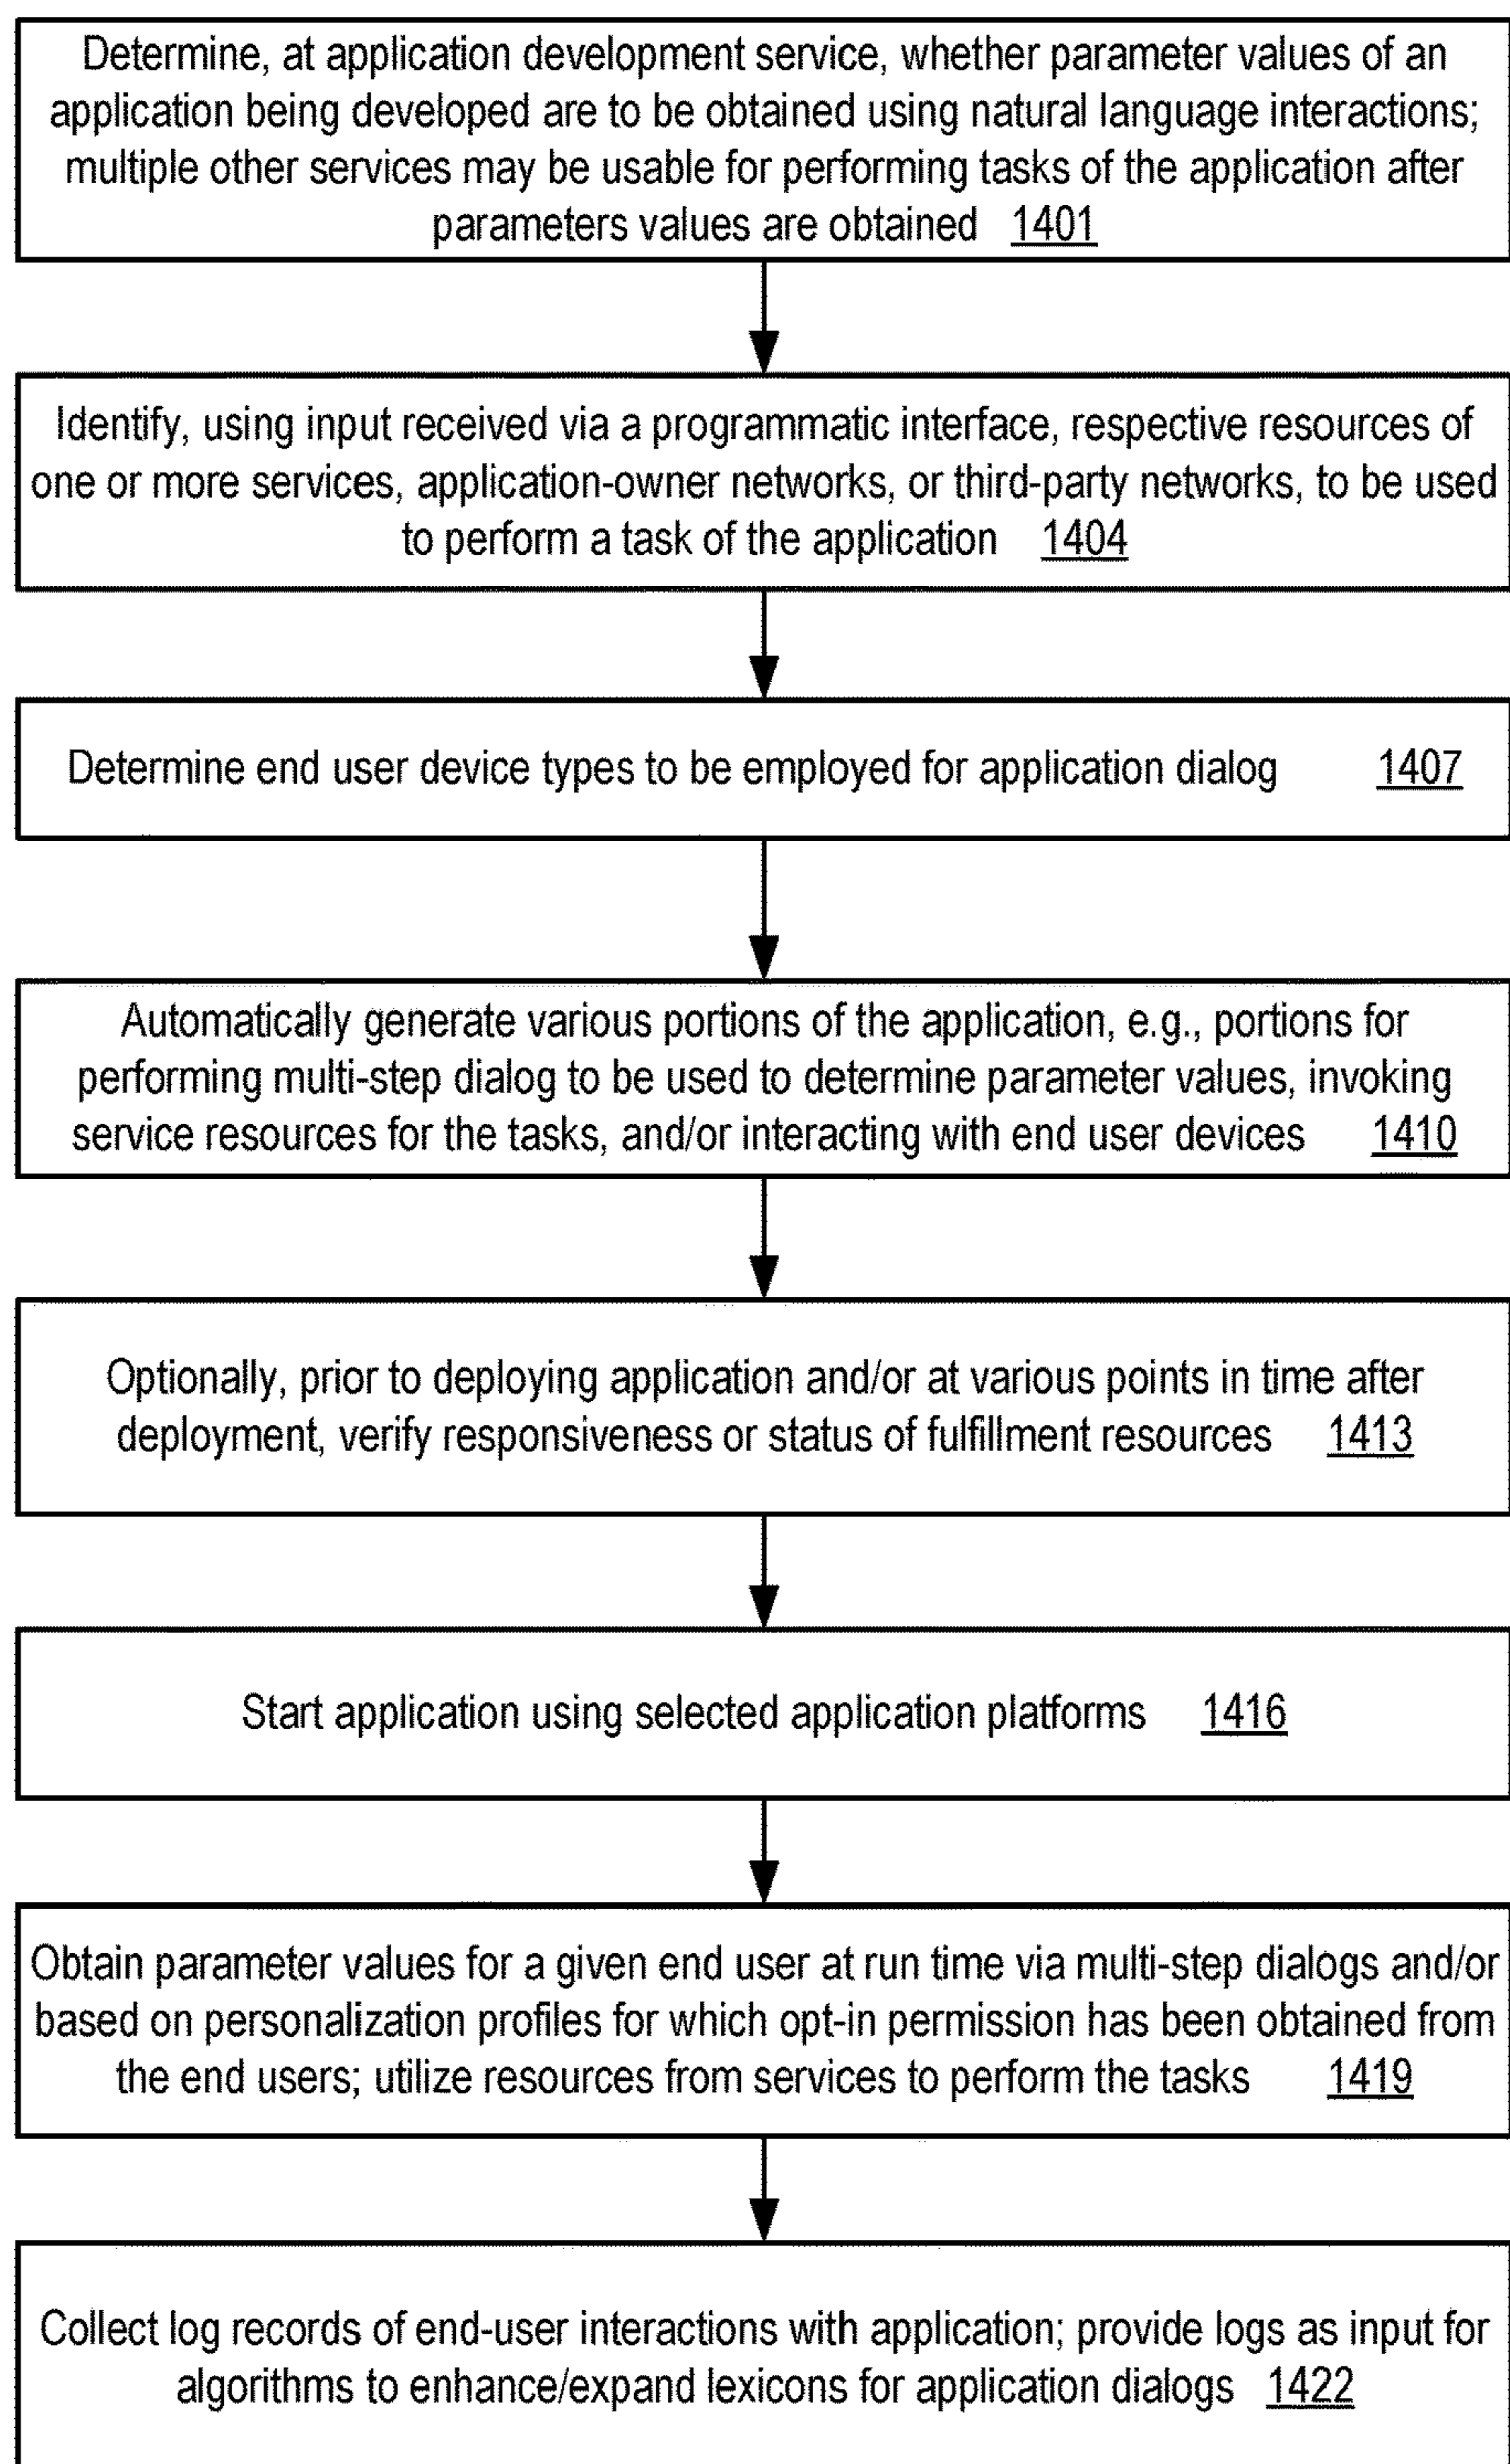 Determine, at application development service, whether parameter values of an
application being developed are to be obtained using natural language interactions;
multiple other services may be usable for performing tasks of the application after
parameters values are obtained 1401
Identify, using input received via a programmatic interface, respective resources of
one or more services, application-owner networks, or third-party networks, to be used
to perform a task of the application 1404
Determine end user device types to be employed for application dialog 1407
Automatically generate various portions of the application, e.g., portions for
performing multi-step dialog to be used to determine parameter values, invoking
service resources for the tasks, and/or interacting with end user devices 1410
Optionally, prior to deploying application and/or at various points in time after
deployment, verify responsiveness or status of fulfillment resources 1413
Start application using selected application platforms 1416
Obtain parameter values for a given end user at run time via multi-step dialogs and/or
based on personalization profiles for which opt-in permission has been obtained from
the end users; utilize resources from services to perform the tasks 1419
Collect log records of end-user interactions with application; provide logs as input for
algorithms to enhance/expand lexicons for application dialogs 1422